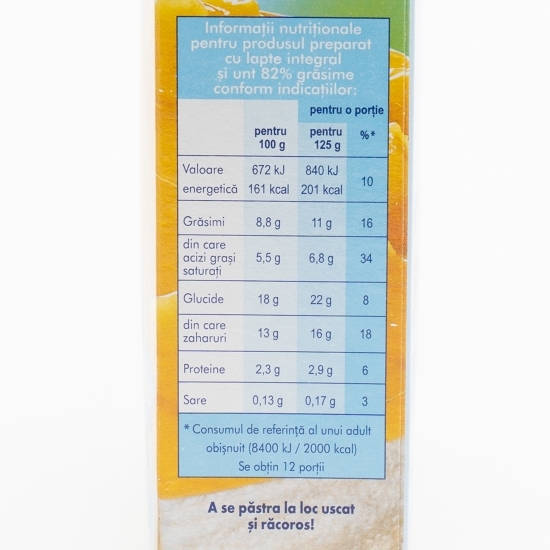 Informații nutriționale
pentru produsul preparat
cu lapte integral
și unt 82% grăsime
conform indicațiilor:
pentru o porție
pentru 100 g pentru 125 g %*
Valoare energetică 672 kJ 161 kcal 840 kJ 201 kcal 10
Grăsimi 8,8 g 11 g 16
din care acizi grași saturați 5,5 g 6,8 g 34
Glucide 18 g 22 g 8
din care zaharuri 13 g 16 g 18
Proteine 2,3 g 2,9 g 6
Sare 0,13 g 0,17 g 3
* Consumul de referință al unui adult
obișnuit (8400 kJ / 2000 kcal)
Se obțin 12 porții
A se păstra la loc uscat
și răcoros!